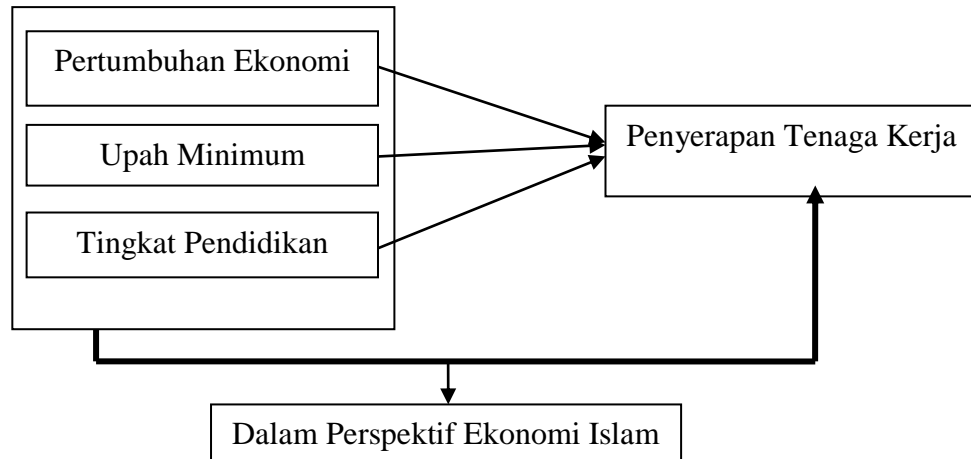 Pertumbuhan Ekonomi
Upah Minimum
Tingkat Pendidikan
Penyerapan Tenaga Kerja
Dalam Perspektif Ekonomi Islam